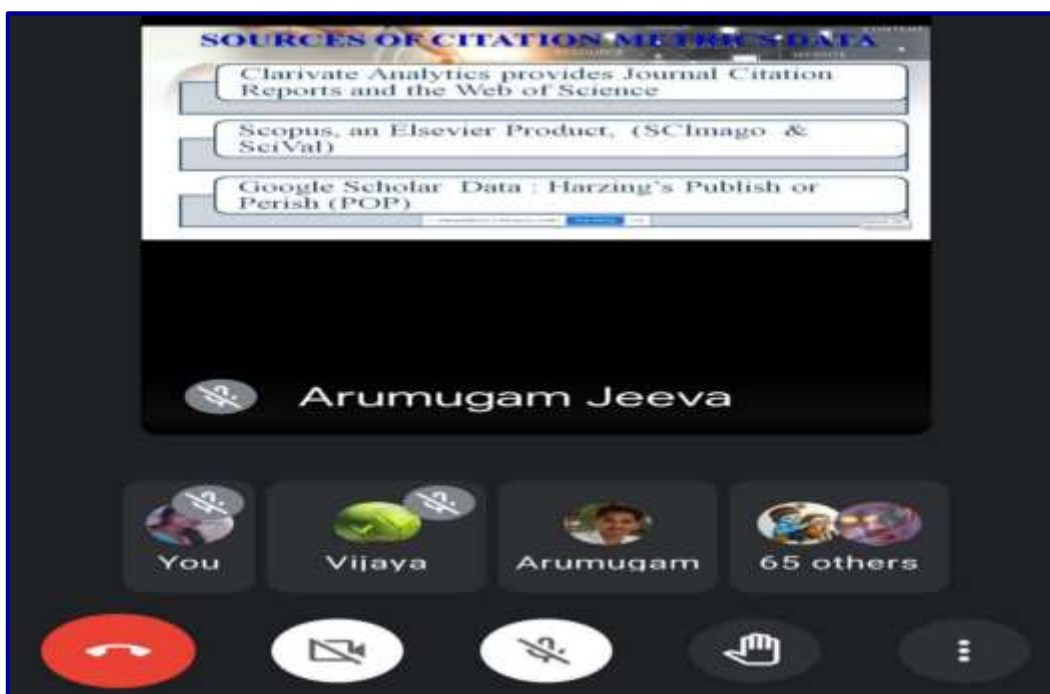 SOURCES OF CITATION METRICS DATA
Clarivate Analytics provides Journal Citation
Reports and the Web of Science
Scopus, an Elsevier Product, (SCImago &
SciVal)
Google Scholar Data : Harzing's Publish or
Perish (POP)
Arumugam Jeeva
You
Vijaya
Arumugam
65 others